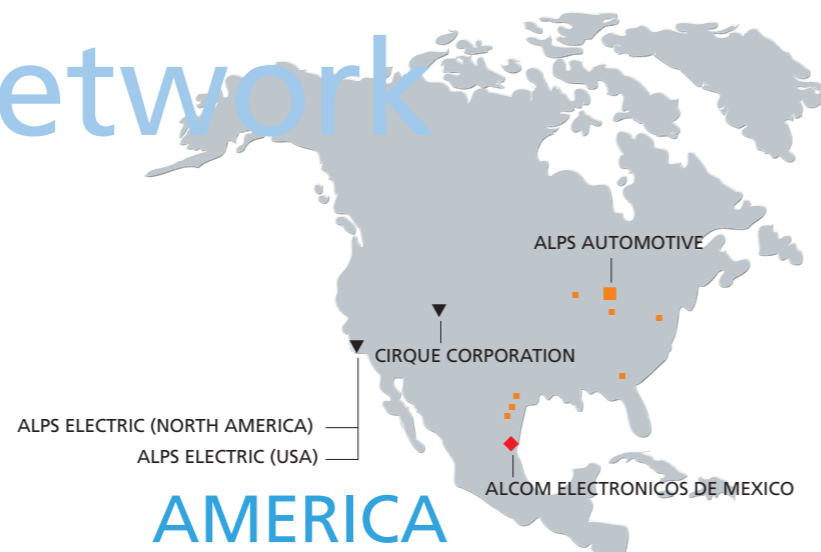 etwork
ALPS AUTOMOTIVE
CIRQUE CORPORATION
ALPS ELECTRIC (NORTH AMERICA)
ALPS ELECTRIC (USA)
ALCOM ELECTRONICOS DE MEXICO
AMERICA